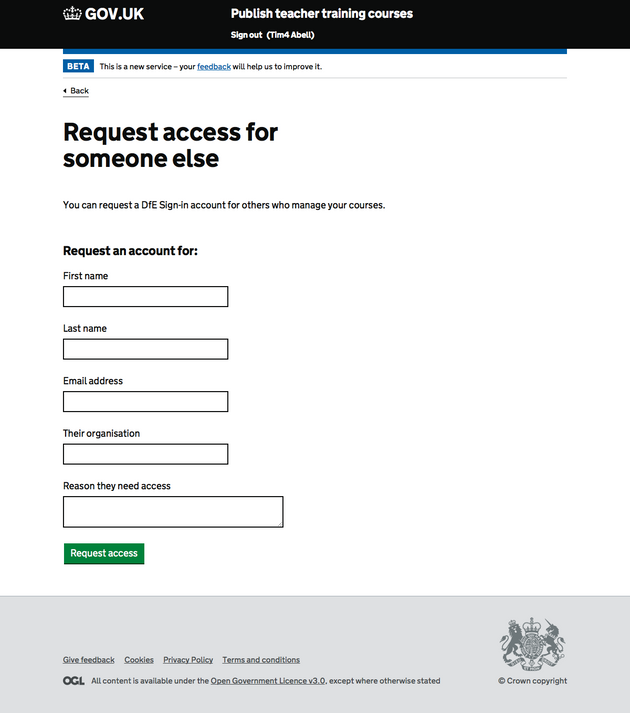 GOV.UK
Publish teacher training courses
Sign out (Tim4 Abell)
BETA This is a new service – your feedback will help us to improve it.
Back
Request access for
someone else
You can request a DfE Sign-in account for others who manage your courses.
Request an account for:
First name
Last name
Email address
Their organisation
Reason they need access
Request access
Give feedback Cookies Privacy Policy Terms and conditions
OGL All content is available under the Open Government Licence v3.0, except where otherwise stated
© Crown copyright